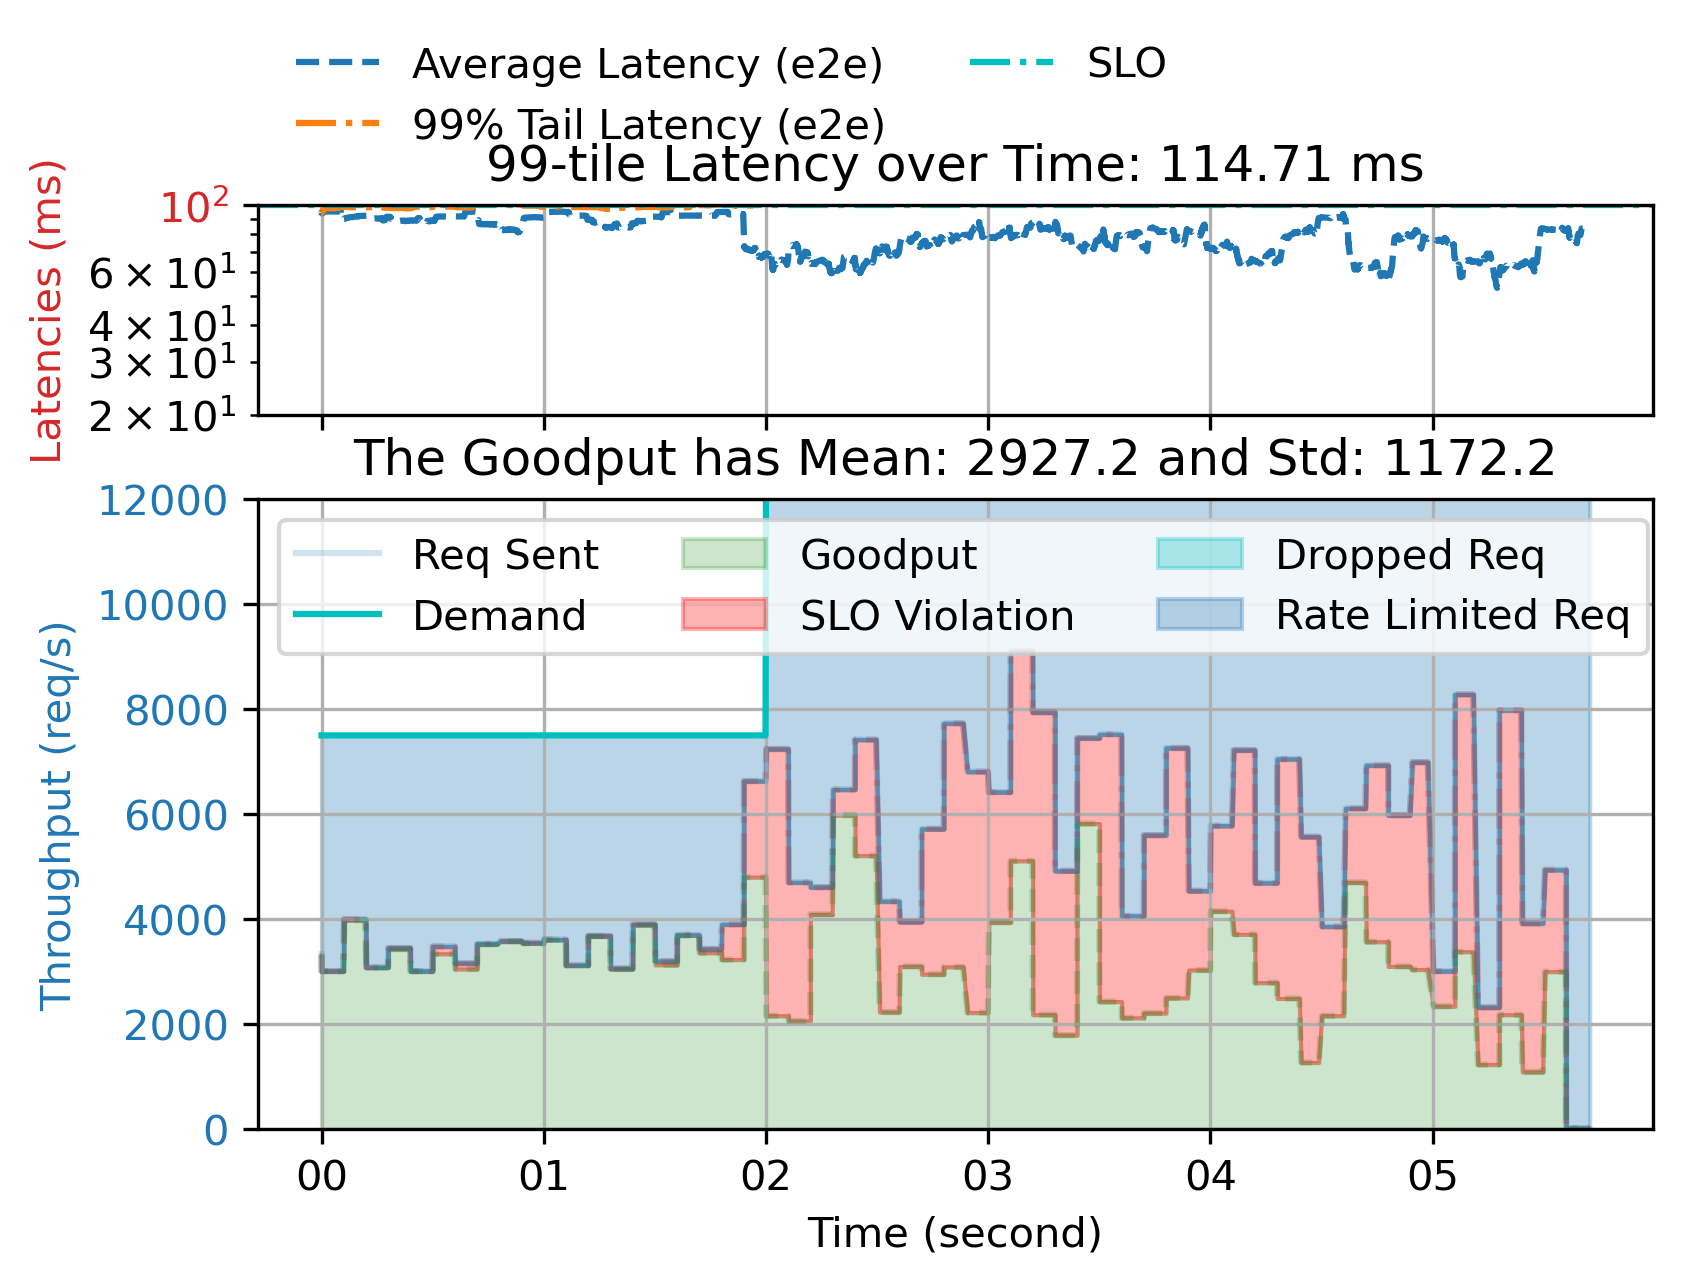 Average Latency (e2e)
SLO
99% Tail Latency (e2e)
99-tile Latency over Time: 114.71 ms
Latencies (ms)
10²
6 × 10¹
4 × 10¹
3 × 10¹
2 × 10¹
The Goodput has Mean: 2927.2 and Std: 1172.2
Throughput (req/s)
12000
10000
8000
6000
4000
2000
0
Req Sent
Demand
Goodput
SLO Violation
Dropped Req
Rate Limited Req
00 01 02 03 04 05
Time (second)